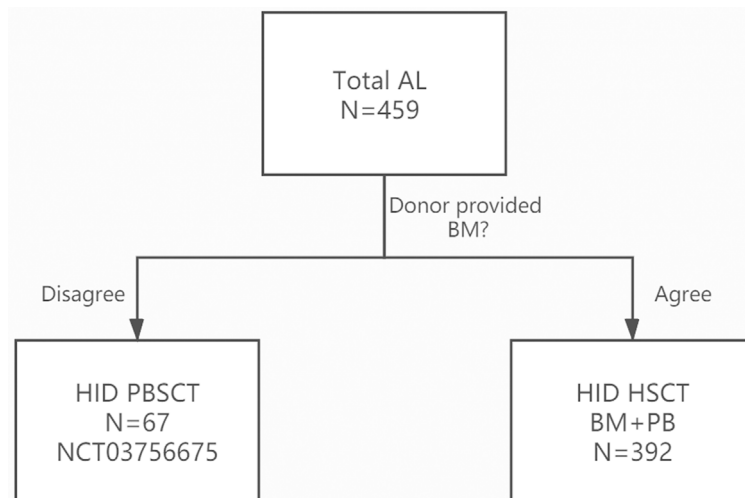 Total AL
N=459
Donor provided
BM?
Disagree
Agree
HID PBSCT
N=67
NCT03756675
HID HSCT
BM+PB
N=392